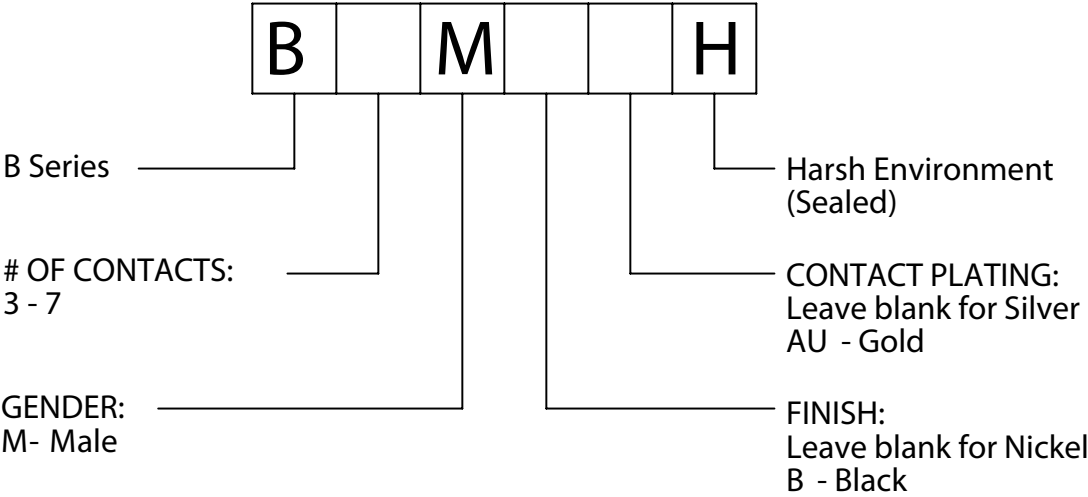 B M H
B Series
Harsh Environment
(Sealed)
# OF CONTACTS:
3 - 7
CONTACT PLATING:
Leave blank for Silver
AU - Gold
GENDER:
M- Male
FINISH:
Leave blank for Nickel
B - Black